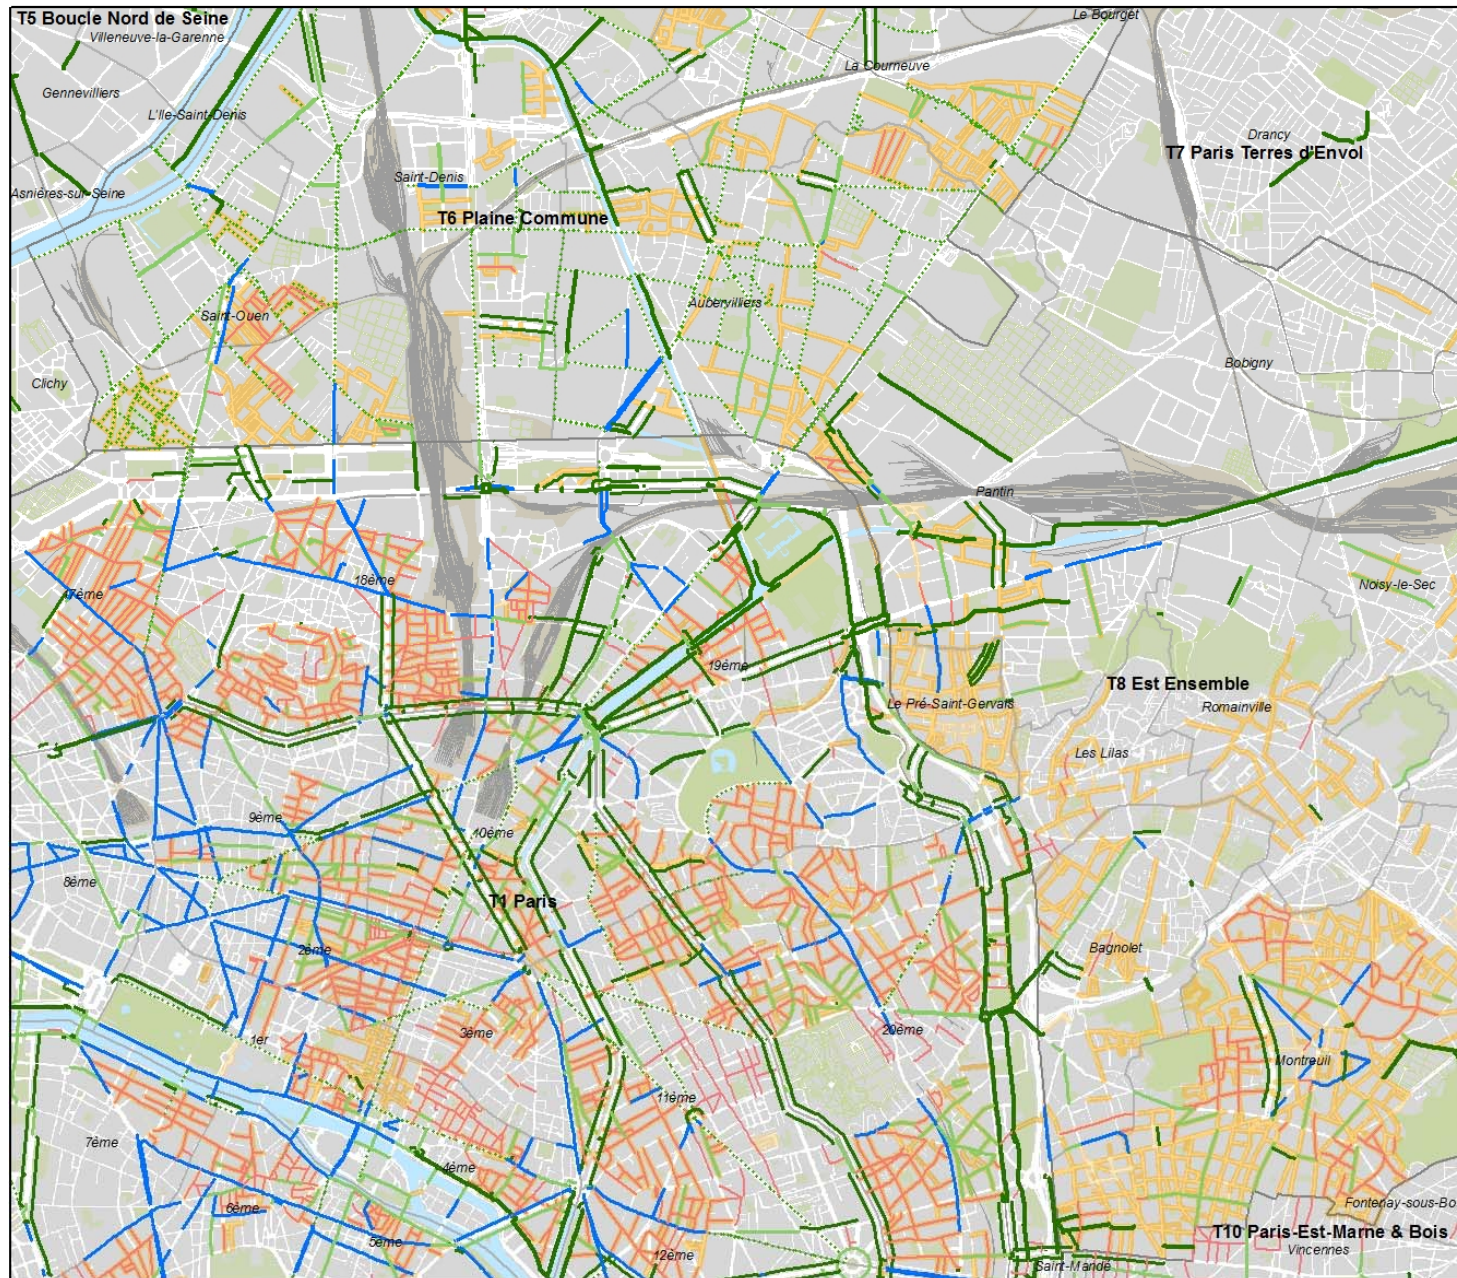 T5 Boucle Nord de Seine
Villeneuve-la-Garenne
Le Bourget
La Courneuve
Gennevilliers
L'Ile-Saint-Denis
Drancy
T7 Paris Terres d'Envol
Saint-Denis
Asnières-sur-Seine
T6 Plaine Commune
Aubervilliers
Saint-Ouen
Bobigny
Clichy
Pantin
18ème
Noisy-le-Sec
17ème
19ème
T8 Est Ensemble
Le Pré-Saint-Gervais
Romainville
Les Lilas
9ème
10ème
8ème
T1 Paris
2ème
Bagnolet
3ème
20ème
1er
Montreuil
11ème
7ème
4ème
6ème
Fontenay-sous-Bo
T10 Paris-Est-Marne & Bois
5ème
Vincennes
12ème
Saint-Mandé